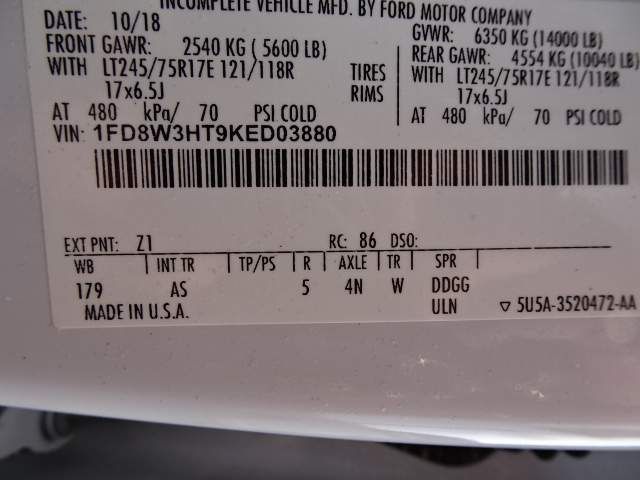 INCOMPLETE VEHICLE MFD. BY FORD MOTOR COMPANY
DATE: 10/18 GVWR: 6350 KG (14000 LB)
FRONT GAWR: 2540 KG ( 5600 LB) REAR GAWR: 4554 KG (10040 LB)
WITH LT245/75R17E 121/118R TIRES WITH LT245/75R17E 121/118R
17x6.5J RIMS 17x6.5J
AT 480 kPa/ 70 PSI COLD AT 480 kPa/ 70 PSI COLD
VIN: 1FD8W3HT9KED03880
EXT PNT: Z1 RC: 86 DSO:
WB INT TR TP/PS R AXLE TR SPR
179 AS 5 4N W DDGG
MADE IN U.S.A. ULN ▽ 5U5A-3520472-AA